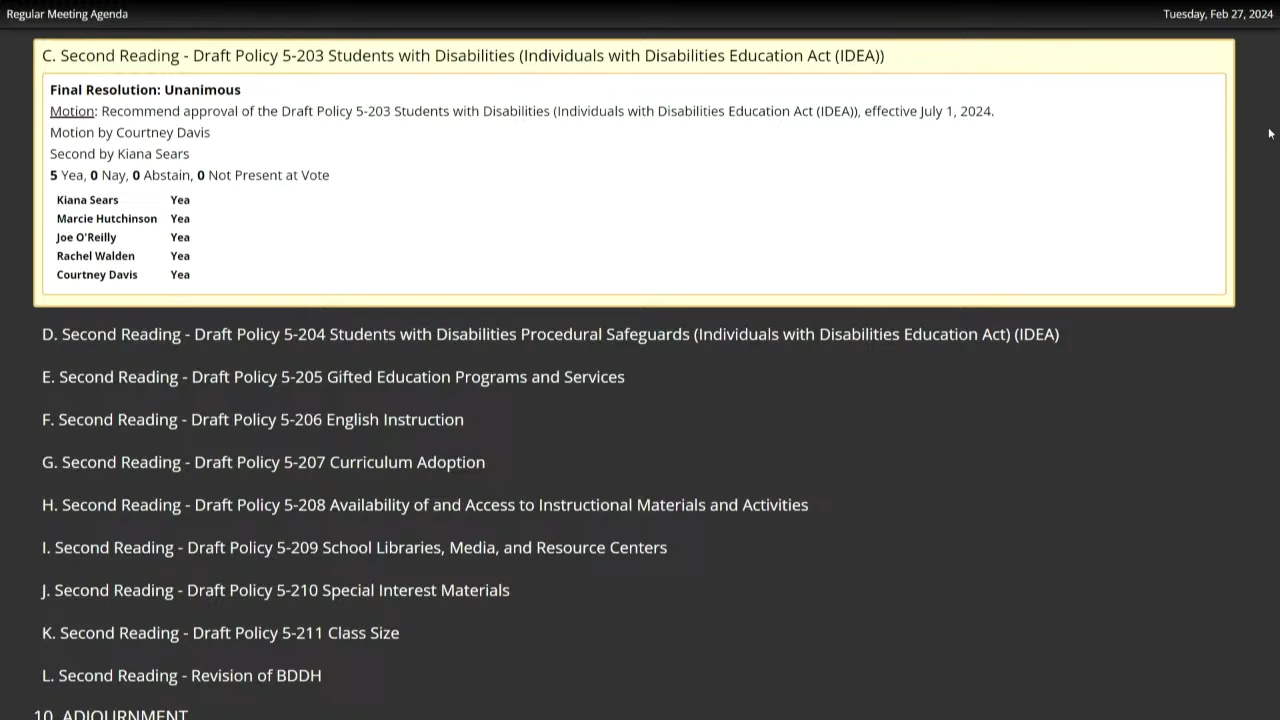 Regular Meeting Agenda
Tuesday, Feb 27, 2024
C. Second Reading - Draft Policy 5-203 Students with Disabilities (Individuals with Disabilities Education Act (IDEA))
Final Resolution: Unanimous
Motion: Recommend approval of the Draft Policy 5-203 Students with Disabilities (Individuals with Disabilities Education Act (IDEA)), effective July 1, 2024.
Motion by Courtney Davis
Second by Kiana Sears
5 Yea, 0 Nay, 0 Abstain, 0 Not Present at Vote
Kiana Sears Yea
Marcie Hutchinson Yea
Joe O'Reilly Yea
Rachel Walden Yea
Courtney Davis Yea
D. Second Reading - Draft Policy 5-204 Students with Disabilities Procedural Safeguards (Individuals with Disabilities Education Act) (IDEA)
E. Second Reading - Draft Policy 5-205 Gifted Education Programs and Services
F. Second Reading - Draft Policy 5-206 English Instruction
G. Second Reading - Draft Policy 5-207 Curriculum Adoption
H. Second Reading - Draft Policy 5-208 Availability of and Access to Instructional Materials and Activities
I. Second Reading - Draft Policy 5-209 School Libraries, Media, and Resource Centers
J. Second Reading - Draft Policy 5-210 Special Interest Materials
K. Second Reading - Draft Policy 5-211 Class Size
L. Second Reading - Revision of BDDH
10. ADJOURNMENT